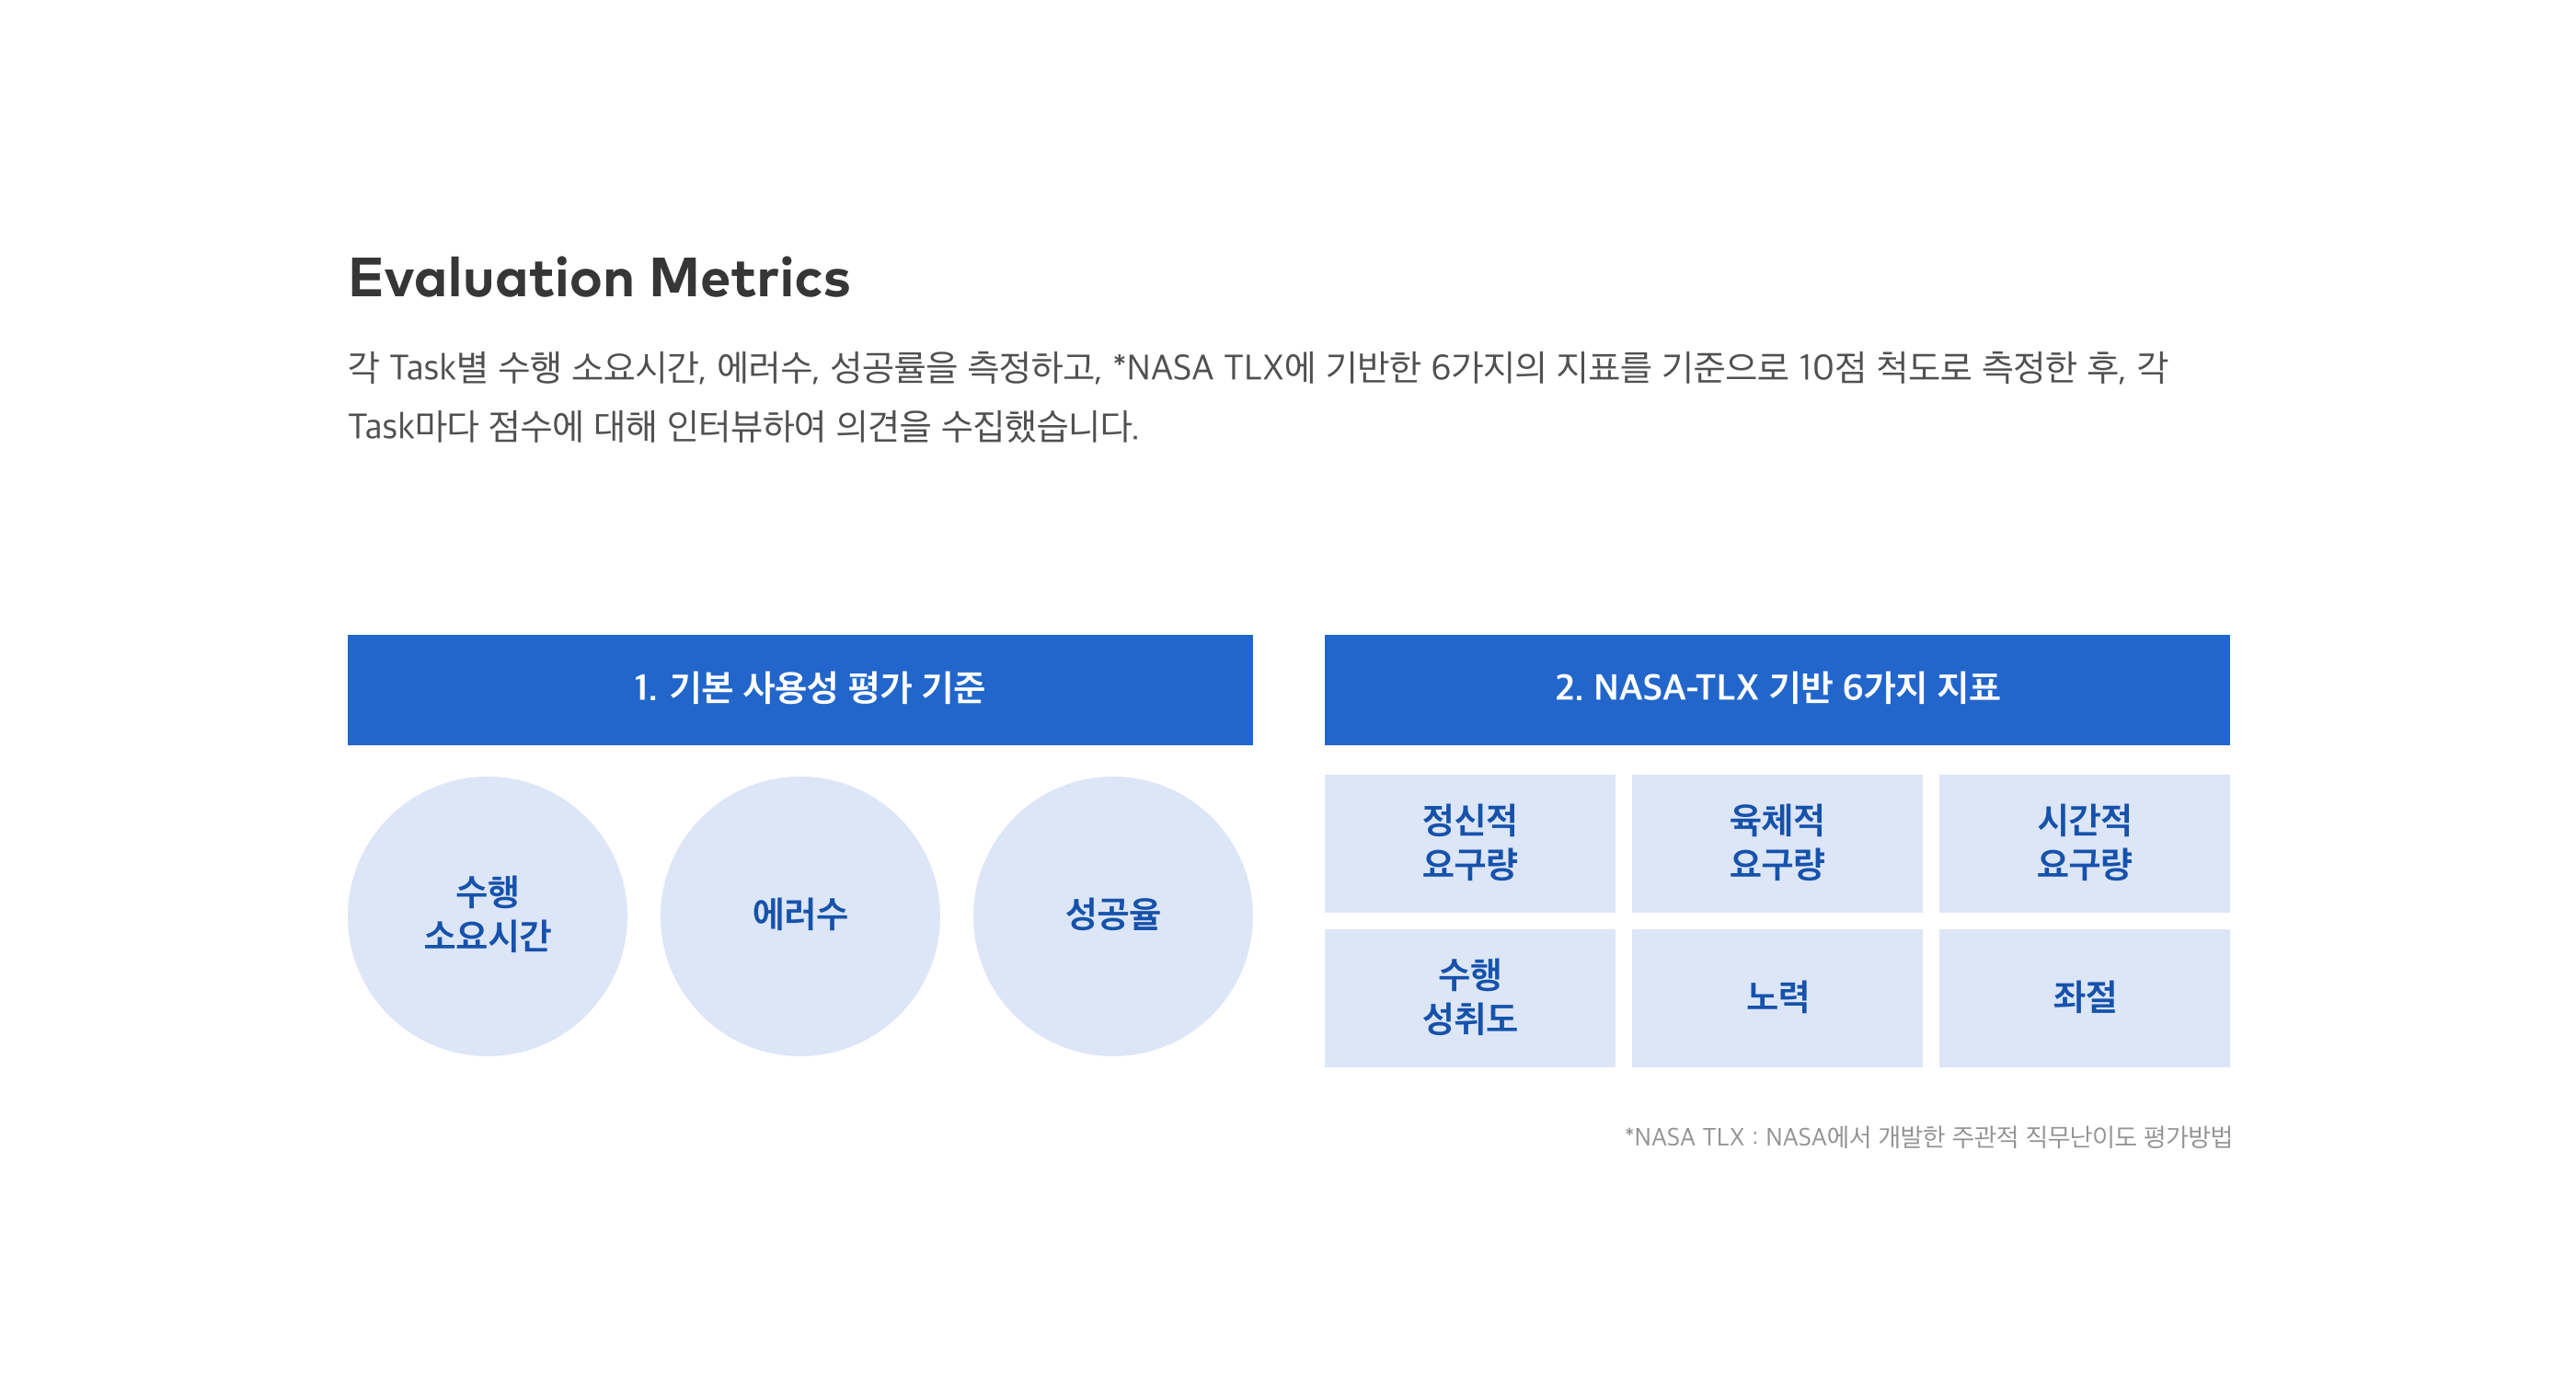 Evaluation Metrics
각 Task별 수행 소요시간, 에러수, 성공률을 측정하고, *NASA TLX에 기반한 6가지의 지표를 기준으로 10점 척도로 측정한 후, 각
Task마다 점수에 대해 인터뷰하여 의견을 수집했습니다.
1. 기본 사용성 평가 기준
수행
소요시간
에러수
성공율
2. NASA-TLX 기반 6가지 지표
정신적
요구량
육체적
요구량
시간적
요구량
수행
성취도
노력
좌절
*NASA TLX : NASA에서 개발한 주관적 직무난이도 평가방법